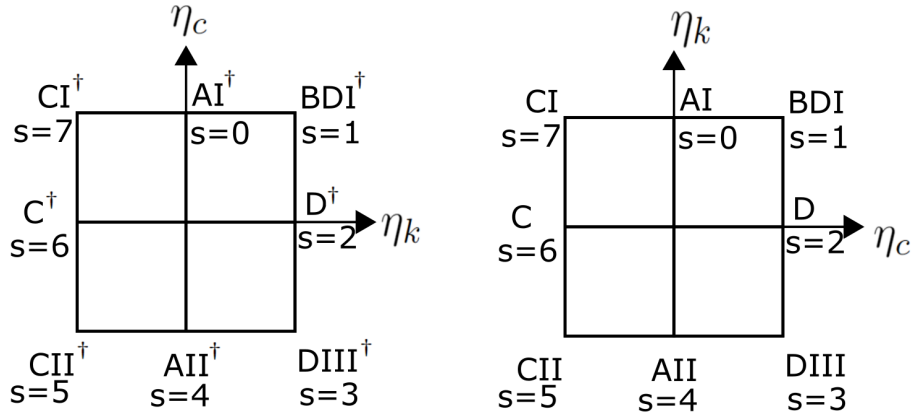 η_c
CI† AI† BDI†
s=7 s=0 s=1
C† D†
s=6 s=2 η_k
CII† AII† DIII†
s=5 s=4 s=3
η_k
CI AI BDI
s=7 s=0 s=1
C D
s=6 s=2 η_c
CII AII DIII
s=5 s=4 s=3